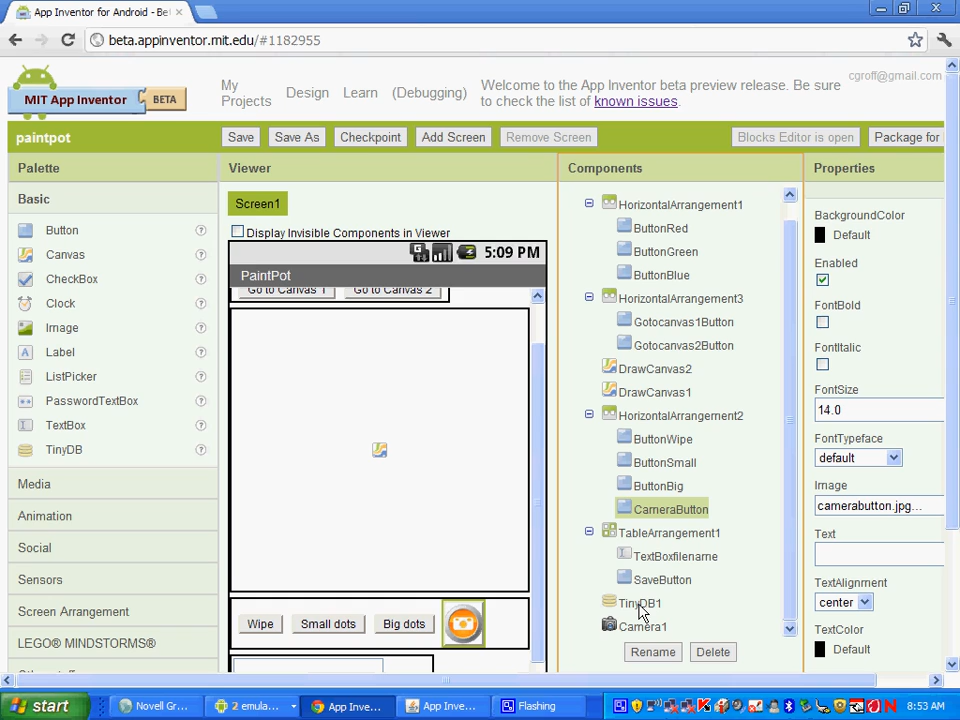 App Inventor for Android - Be
beta.appinventor.mit.edu/#1182955
MIT App Inventor BETA
My Projects
Design
Learn
(Debugging)
Welcome to the App Inventor beta preview release. Be sure
to check the list of known issues.
cgroff@gmail.com
paintpot
Save
Save As
Checkpoint
Add Screen
Remove Screen
Blocks Editor is open
Package for
Palette
Basic
Button
Canvas
CheckBox
Clock
Image
Label
ListPicker
PasswordTextBox
TextBox
TinyDB
Media
Animation
Social
Sensors
Screen Arrangement
LEGO® MINDSTORMS®
Viewer
Screen1
Display Invisible Components in Viewer
5:09 PM
PaintPot
Go to Canvas 1
Go to Canvas 2
Wipe
Small dots
Big dots
Components
HorizontalArrangement1
ButtonRed
ButtonGreen
ButtonBlue
HorizontalArrangement3
Gotocanvas1Button
Gotocanvas2Button
DrawCanvas2
DrawCanvas1
HorizontalArrangement2
ButtonWipe
ButtonSmall
ButtonBig
CameraButton
TableArrangement1
TextBoxfilename
SaveButton
TinyDB1
Camera1
Rename
Delete
Properties
BackgroundColor
Default
Enabled
FontBold
FontItalic
FontSize
14.0
FontTypeface
default
Image
camerabutton.jpg...
Text
TextAlignment
center
TextColor
Default
start
Novell Gr...
2 emula...
App Inve...
App Inve...
Flashing
8:53 AM